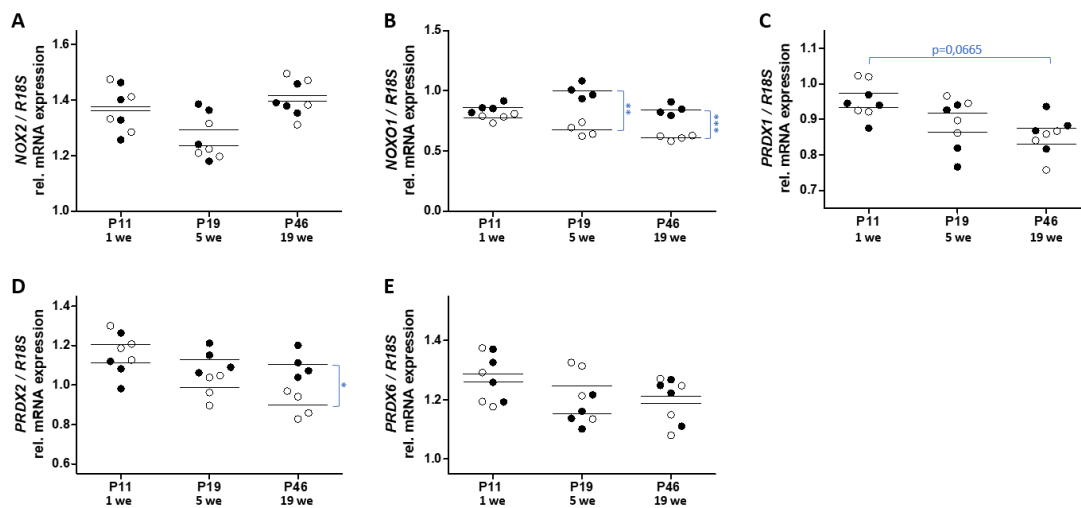 A
NOX2 / R18S
rel. mRNA expression
1.6
1.4
1.2
1.0
P11
1 we
P19
5 we
P46
19 we
B
NOXO1 / R18S
rel. mRNA expression
1.5
1.0
0.5
0.0
**
***
P11
1 we
P19
5 we
P46
19 we
C
PRDX1 / R18S
rel. mRNA expression
p=0,0665
1.1
1.0
0.9
0.8
0.7
P11
1 we
P19
5 we
P46
19 we
D
PRDX2 / R18S
rel. mRNA expression
1.4
1.2
1.0
0.8
0.6
*
P11
1 we
P19
5 we
P46
19 we
E
PRDX6 / R18S
rel. mRNA expression
1.4
1.2
1.0
P11
1 we
P19
5 we
P46
19 we